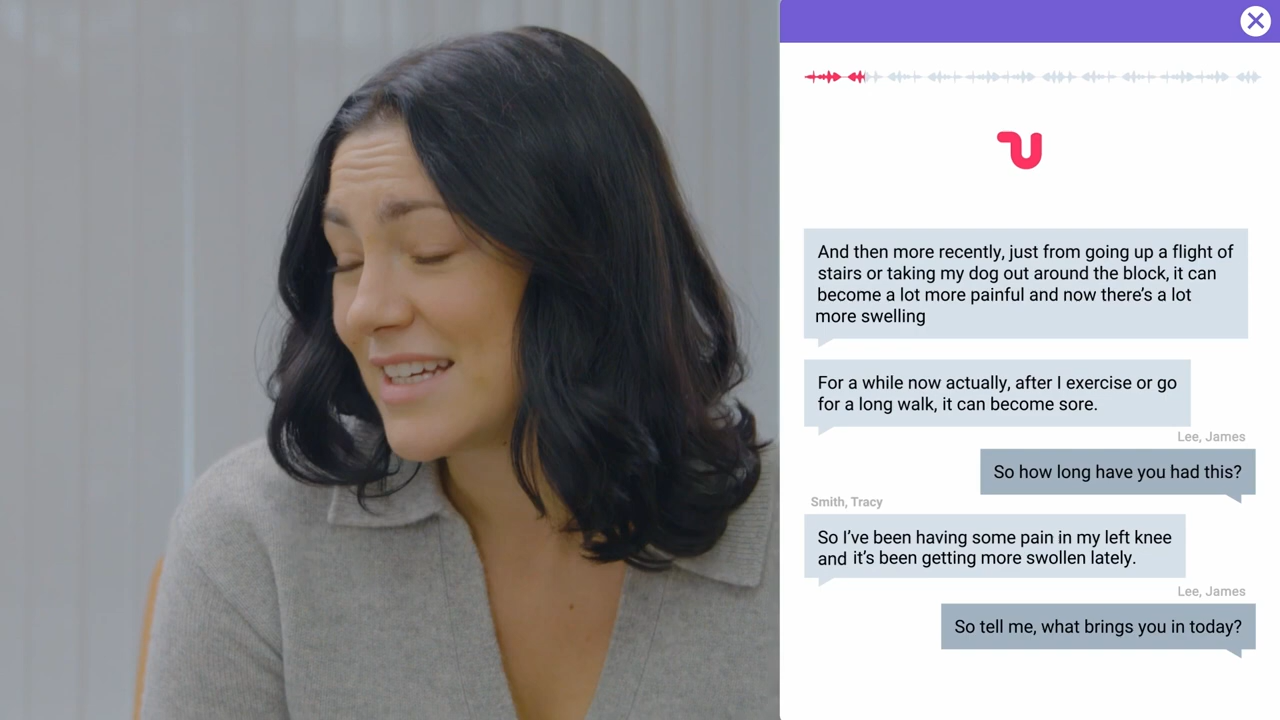 And then more recently, just from going up a flight of
stairs or taking my dog out around the block, it can
become a lot more painful and now there's a lot
more swelling
For a while now actually, after I exercise or go
for a long walk, it can become sore.
Lee, James
So how long have you had this?
Smith, Tracy
So I've been having some pain in my left knee
and it's been getting more swollen lately.
Lee, James
So tell me, what brings you in today?